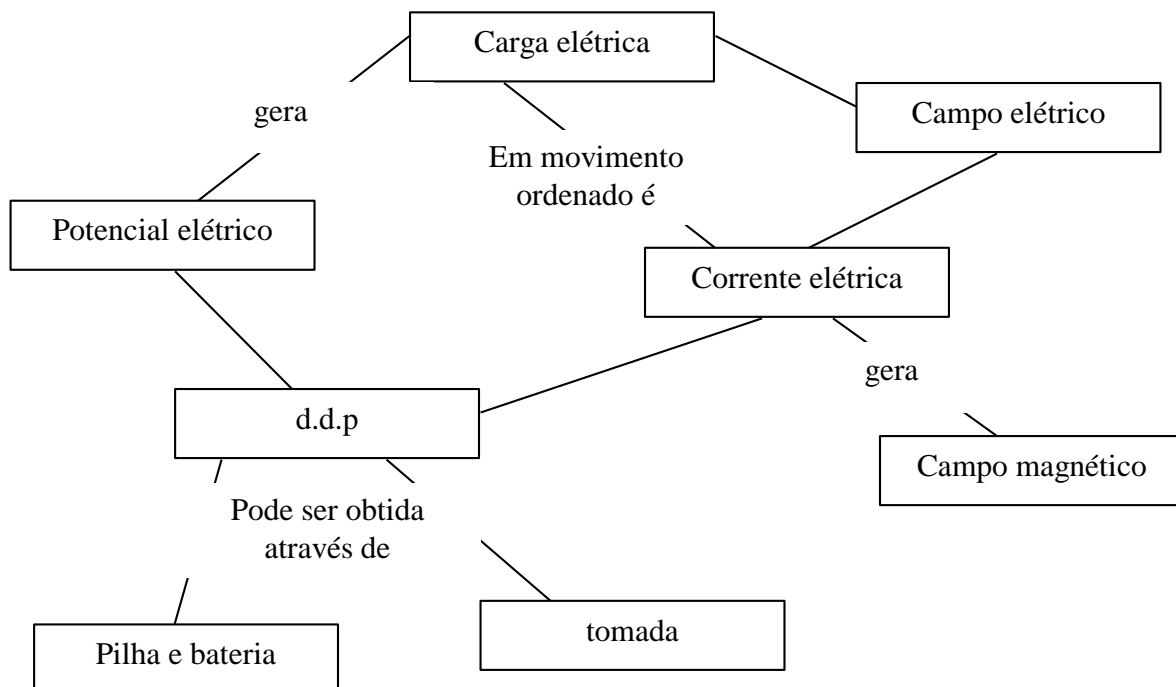 Carga elétrica
gera
Campo elétrico
Em movimento
ordenado é
Potencial elétrico
Corrente elétrica
gera
d.d.p
Campo magnético
Pode ser obtida
através de
tomada
Pilha e bateria